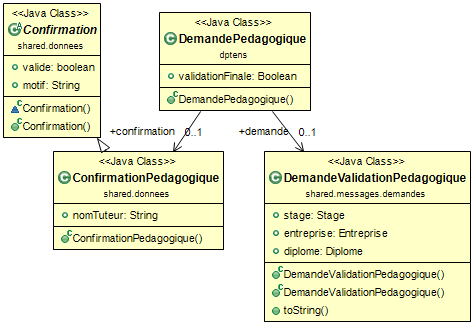 <<Java Class>>
Confirmation
shared.donnees
valide: boolean
motif: String
Confirmation()
Confirmation()
<<Java Class>>
DemandePedagogique
dptens
validationFinale: Boolean
DemandePedagogique()
+confirmation
0..1
+demande
0..1
<<Java Class>>
ConfirmationPedagogique
shared.donnees
nomTuteur: String
ConfirmationPedagogique()
<<Java Class>>
DemandeValidationPedagogique
shared.messages.demandes
stage: Stage
entreprise: Entreprise
diplome: Diplome
DemandeValidationPedagogique()
DemandeValidationPedagogique()
toString()